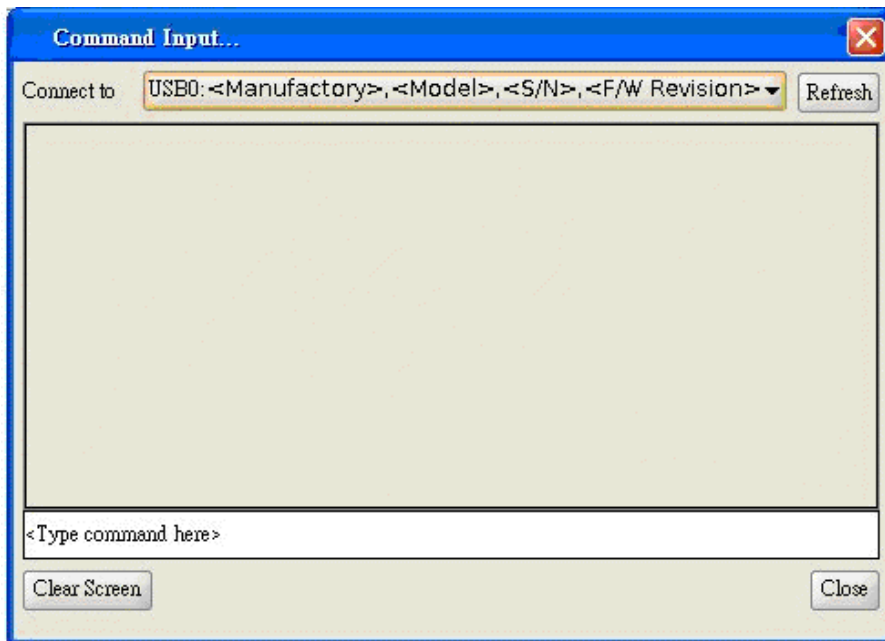 Command Input...
Connect to USB0:<Manufactory>,<Model>,<S/N>,<F/W Revision> Refresh
<Type command here>
Clear Screen Close